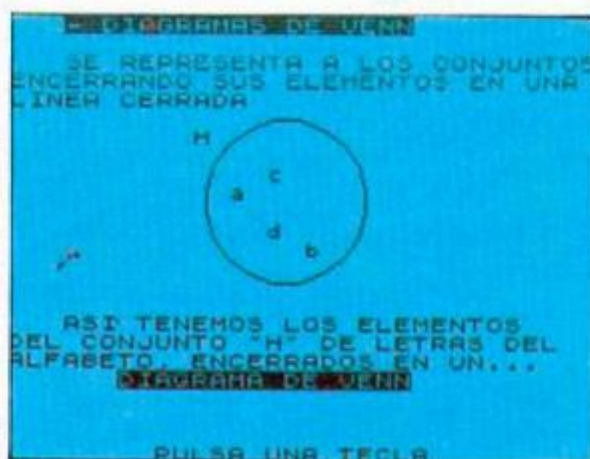 - DIAGRAMAS DE VENN
SE REPRESENTA A LOS CONJUNTOS
ENCERRANDO SUS ELEMENTOS EN UNA
LINEA CERRADA
H
c
a
d
b
ASI TENEMOS LOS ELEMENTOS
DEL CONJUNTO "H" DE LETRAS DEL
ALFABETO, ENCERRADOS EN UN...
DIAGRAMA DE VENN
PULSA UNA TECLA